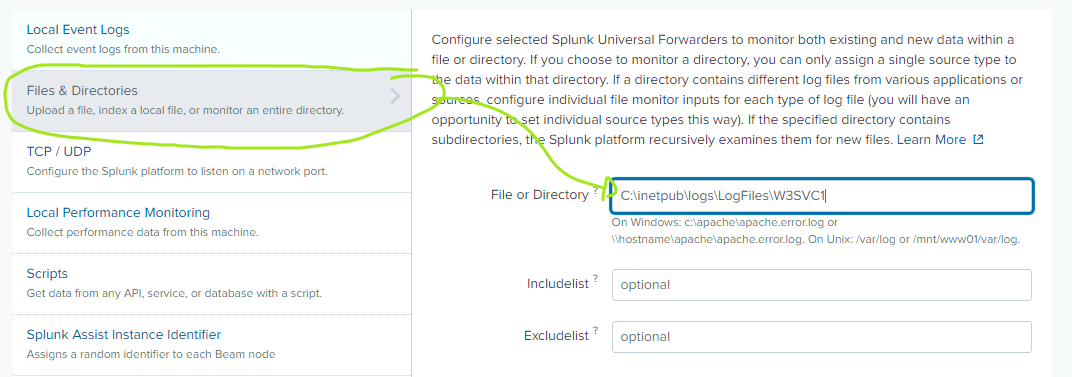 Local Event Logs
Collect event logs from this machine.
Files & Directories
Upload a file, index a local file, or monitor an entire directory.
TCP / UDP
Configure the Splunk platform to listen on a network port.
Local Performance Monitoring
Collect performance data from this machine.
Scripts
Get data from any API, service, or database with a script.
Splunk Assist Instance Identifier
Assigns a random identifier to each Beam node
Configure selected Splunk Universal Forwarders to monitor both existing and new data within a
file or directory. If you choose to monitor a directory, you can only assign a single source type to
the data within that directory. If a directory contains different log files from various applications or
sources, configure individual file monitor inputs for each type of log file (you will have an
opportunity to set individual source types this way). If the specified directory contains
subdirectories, the Splunk platform recursively examines them for new files. Learn More
File or Directory ? C:\inetpub\logs\LogFiles\W3SVC1
On Windows: c:\apache\apache.error.log or
\\hostname\apache\apache.error.log. On Unix: /var/log or /mnt/www01/var/log.
Includelist ? optional
Excludelist ? optional